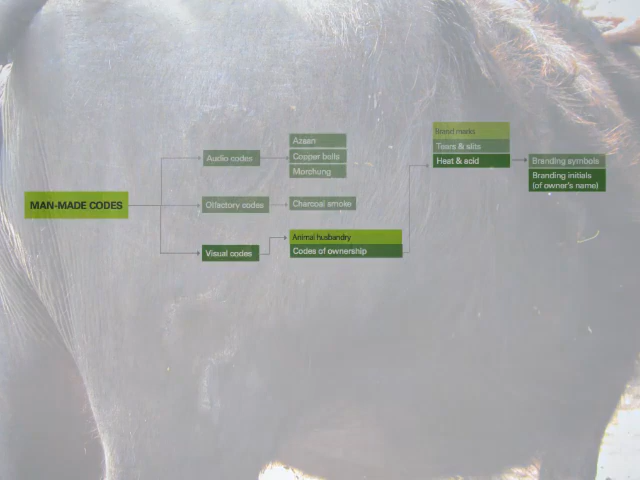 MAN-MADE CODES
Audio codes
Azaan
Copper bells
Morchung
Olfactory codes
Charcoal smoke
Visual codes
Animal husbandry
Codes of ownership
Brand marks
Tears & slits
Heat & acid
Branding symbols
Branding initials
(of owner's name)